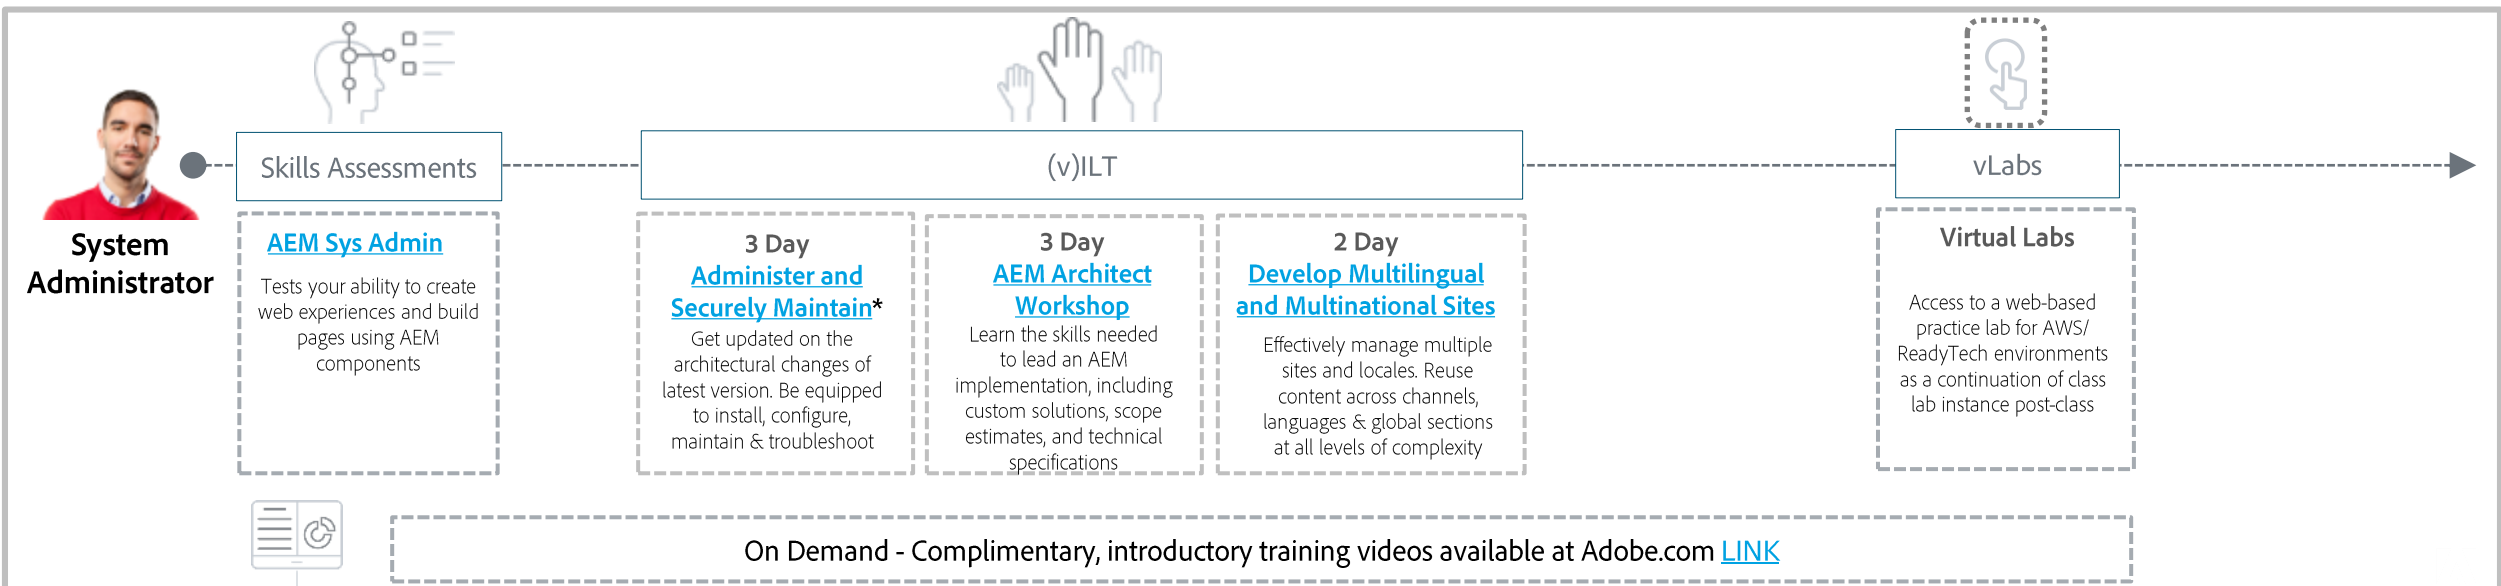 System
Administrator
Skills Assessments
AEM Sys Admin
Tests your ability to create
web experiences and build
pages using AEM
components
(v)ILT
3 Day
Administer and
Securely Maintain*
Get updated on the
architectural changes of
latest version. Be equipped
to install, configure,
maintain & troubleshoot
3 Day
AEM Architect
Workshop
Learn the skills needed
to lead an AEM
implementation, including
custom solutions, scope
estimates, and technical
specifications
2 Day
Develop Multilingual
and Multinational Sites
Effectively manage multiple
sites and locales. Reuse
content across channels,
languages & global sections
at all levels of complexity
vLabs
Virtual Labs
Access to a web-based
practice lab for AWS/
ReadyTech environments
as a continuation of class
lab instance post-class
On Demand - Complimentary, introductory training videos available at Adobe.com LINK